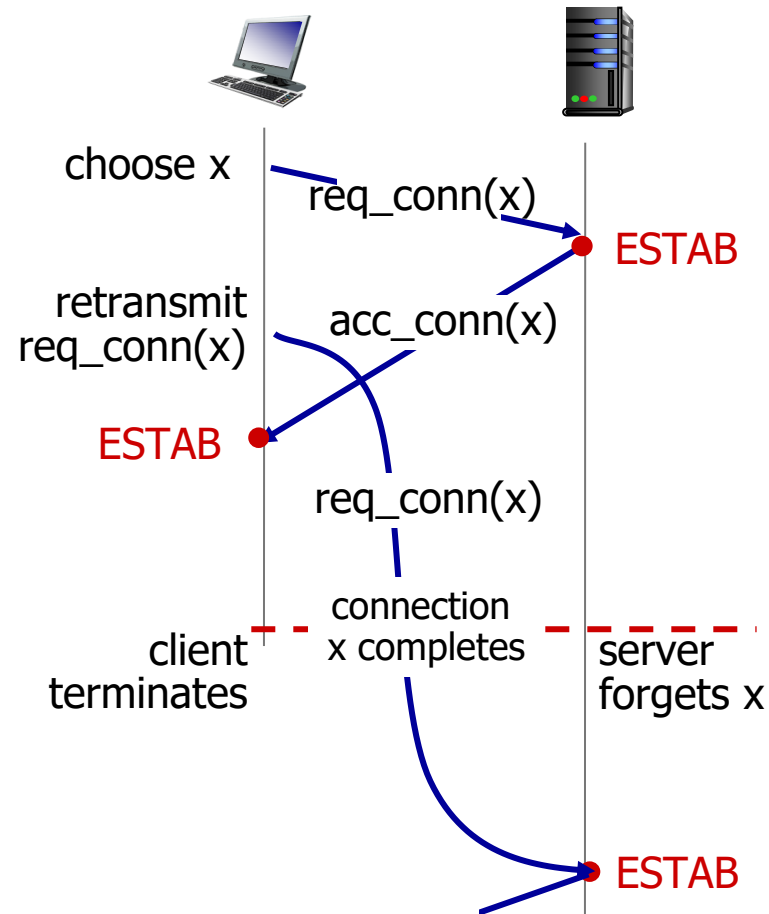 choose x
req_conn(x)
ESTAB
retransmit
req_conn(x)
acc_conn(x)
ESTAB
req_conn(x)
connection
x completes
client
terminates
server
forgets x
ESTAB